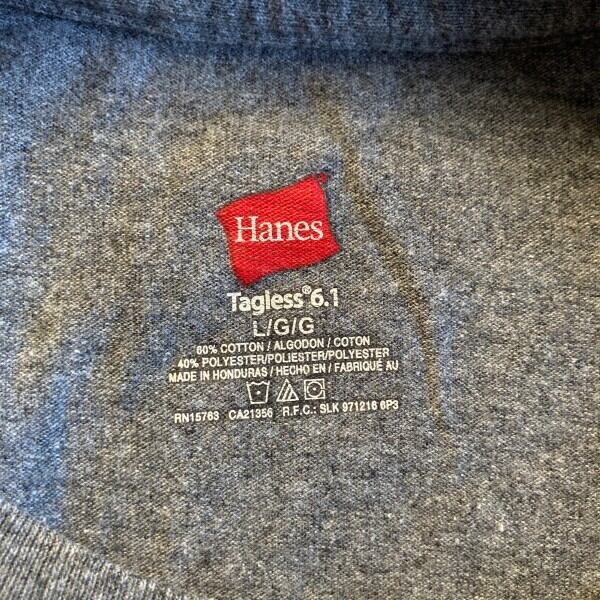 Hanes
Tagless® 6.1
L/G/G
60% COTTON / ALGODON / COTON
40% POLYESTER/POLIESTER/POLYESTER
MADE IN HONDURAS / HECHO EN / FABRIQUÉ AU
RN15763 CA21356 R.F.C.: SLK 971216 6P3